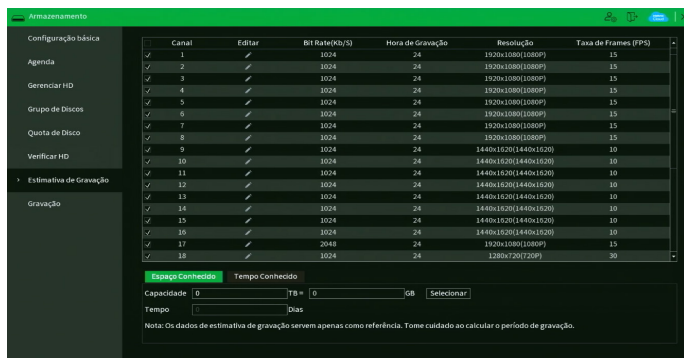 Armazenamento
Configuração básica
Agenda
Gerenciar HD
Grupo de Discos
Quota de Disco
Verificar HD
Estimativa de Gravação
Gravação
Canal Editar Bit Rate(Kb/S) Hora de Gravação Resolução Taxa de Frames (FPS)
1 1024 24 1920x1080(1080P) 15
2 1024 24 1920x1080(1080P) 15
3 1024 24 1920x1080(1080P) 15
4 1024 24 1920x1080(1080P) 15
5 1024 24 1920x1080(1080P) 15
6 1024 24 1920x1080(1080P) 15
7 1024 24 1920x1080(1080P) 15
8 1024 24 1920x1080(1080P) 15
9 1024 24 1440x1620(1440x1620) 10
10 1024 24 1440x1620(1440x1620) 10
11 1024 24 1440x1620(1440x1620) 10
12 1024 24 1440x1620(1440x1620) 10
13 1024 24 1440x1620(1440x1620) 10
14 1024 24 1440x1620(1440x1620) 10
15 1024 24 1440x1620(1440x1620) 10
16 1024 24 1440x1620(1440x1620) 10
17 2048 24 1920x1080(1080P) 15
18 1024 24 1280x720(720P) 30
Espaço Conhecido Tempo Conhecido
Capacidade 0 TB = 0 GB Selecionar
Tempo 0 Dias
Nota: Os dados de estimativa de gravação servem apenas como referência. Tome cuidado ao calcular o período de gravação.